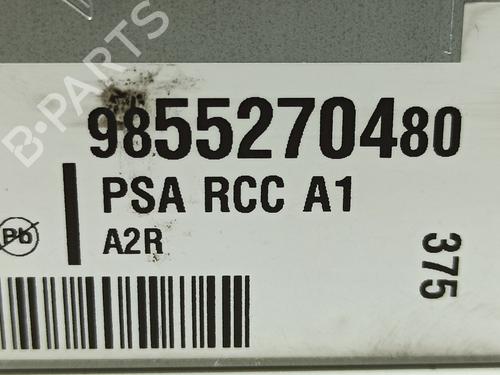 B-PARTS
9855270480
PSA RCC A1
Pb
A2R
375